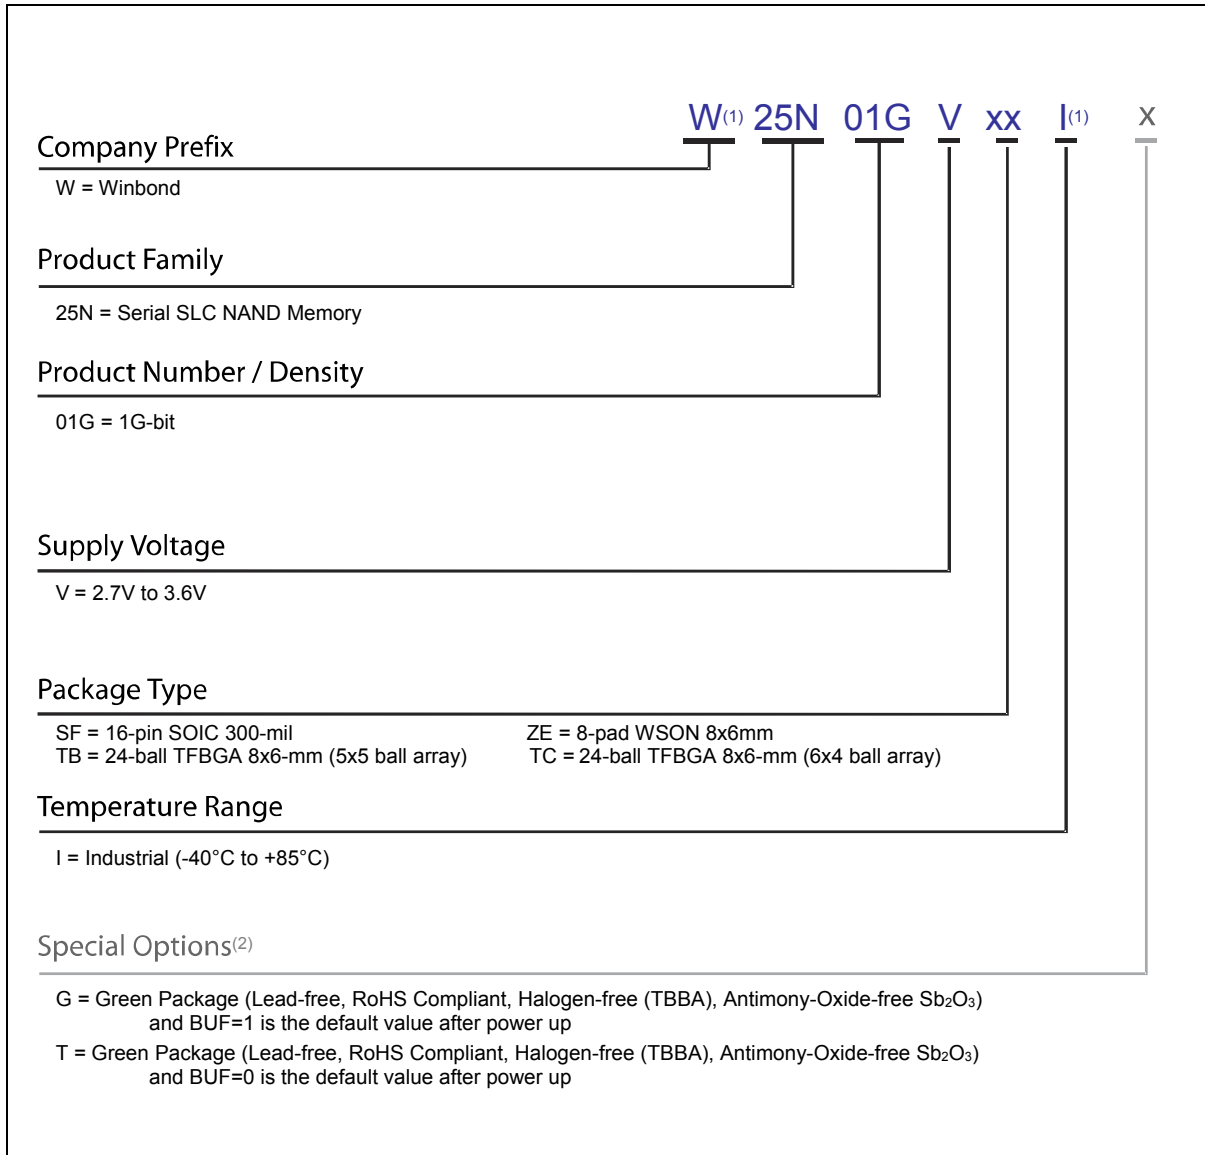 W(1) 25N 01G V xx I(1) x
Company Prefix
W = Winbond
Product Family
25N = Serial SLC NAND Memory
Product Number / Density
01G = 1G-bit
Supply Voltage
V = 2.7V to 3.6V
Package Type
SF = 16-pin SOIC 300-mil ZE = 8-pad WSON 8x6mm
TB = 24-ball TFBGA 8x6-mm (5x5 ball array) TC = 24-ball TFBGA 8x6-mm (6x4 ball array)
Temperature Range
I = Industrial (-40°C to +85°C)
Special Options(2)
G = Green Package (Lead-free, RoHS Compliant, Halogen-free (TBBA), Antimony-Oxide-free Sb₂O₃)
and BUF=1 is the default value after power up
T = Green Package (Lead-free, RoHS Compliant, Halogen-free (TBBA), Antimony-Oxide-free Sb₂O₃)
and BUF=0 is the default value after power up